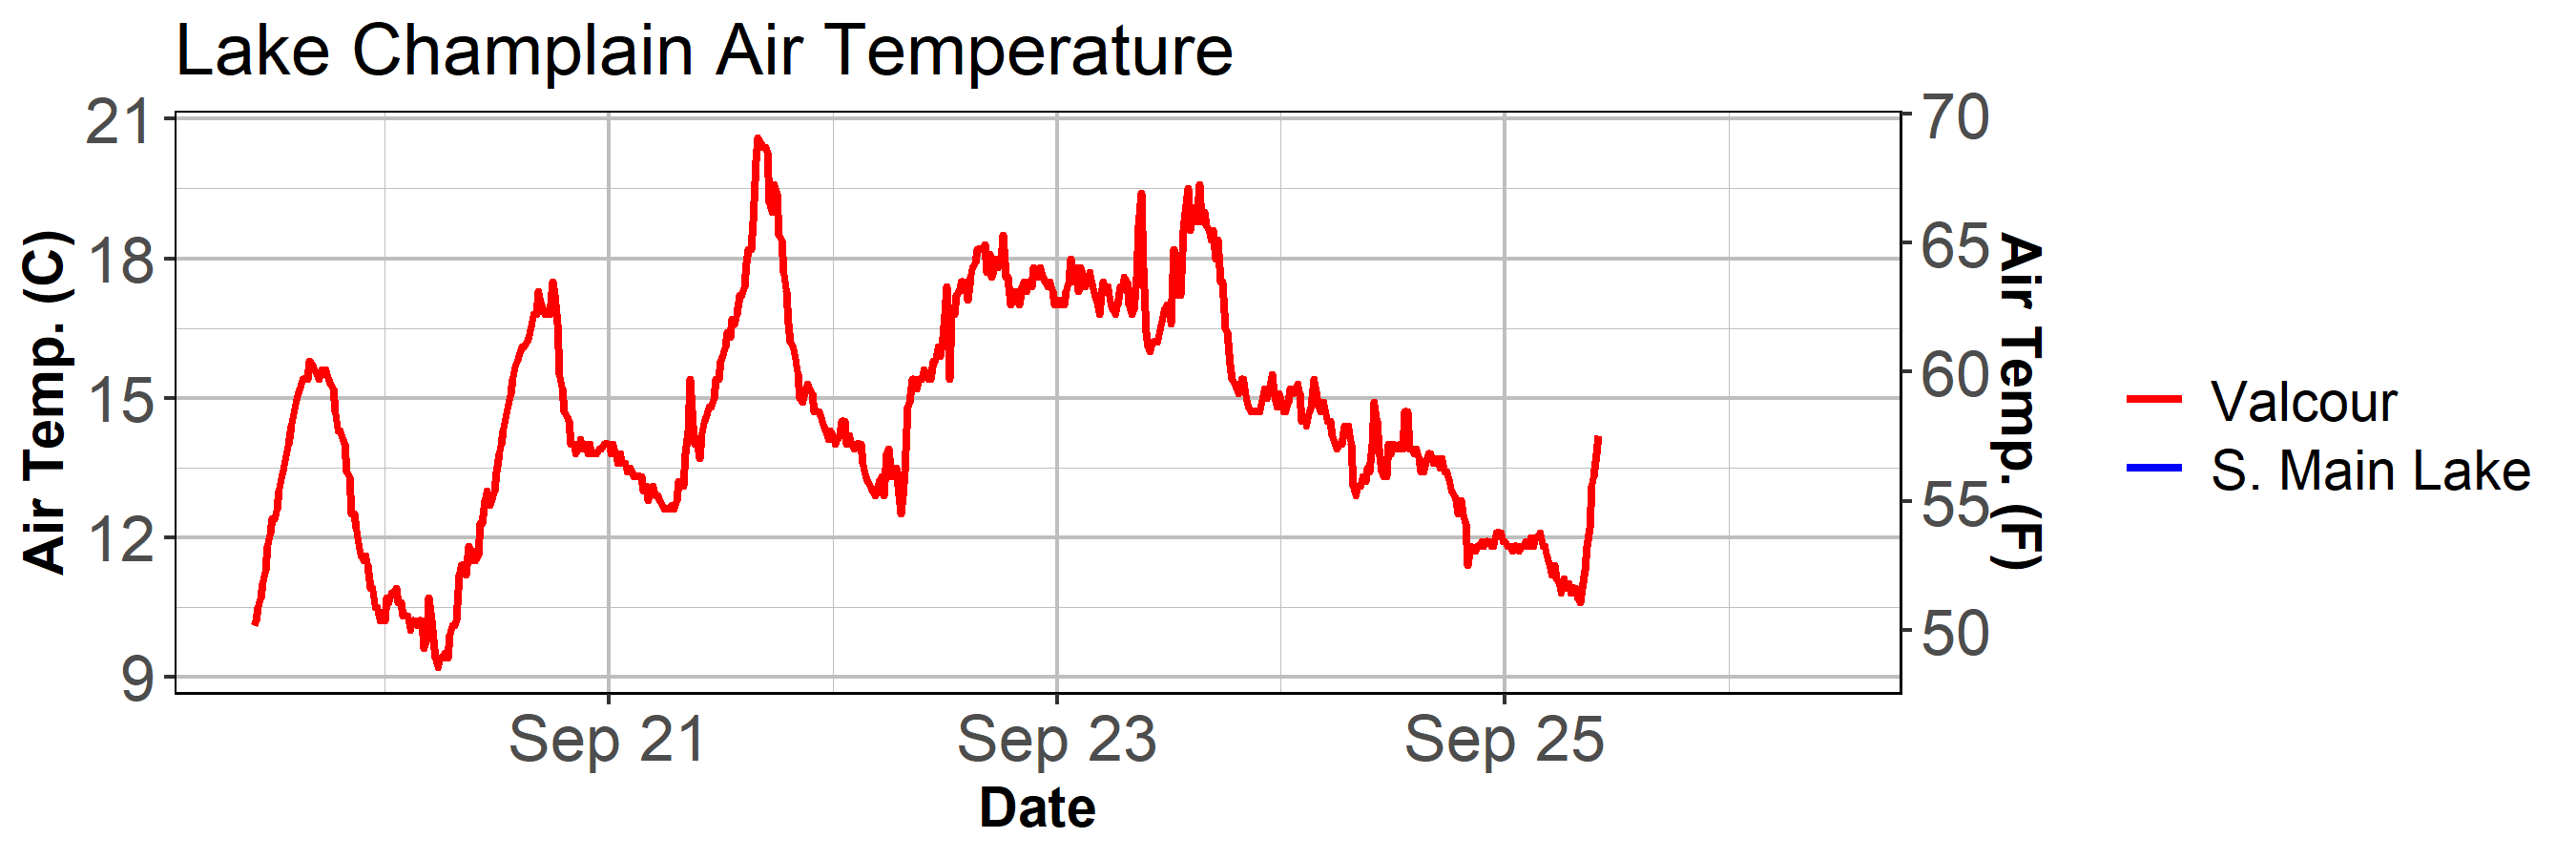 Lake Champlain Air Temperature
21
18
15
12
9
Air Temp. (C)
70
65
60
55
50
Air Temp. (F)
Sep 21
Sep 23
Sep 25
Date
Valcour
S. Main Lake